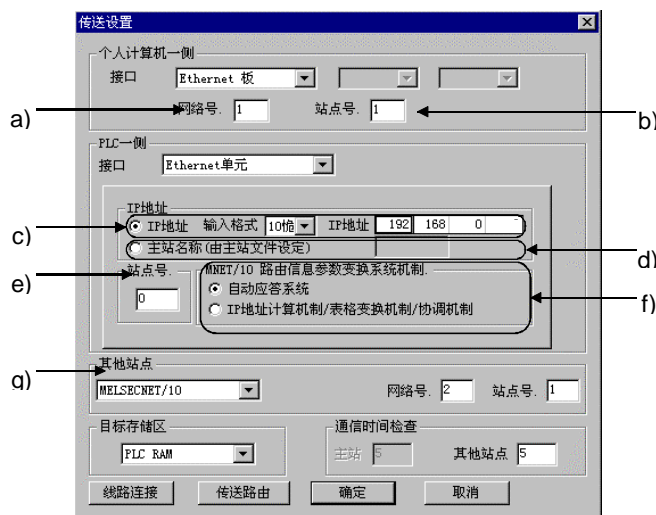 传送设置
个人计算机一侧
接口 Ethernet 板
a) 网络号. 1 站点号. 1 b)
PLC一侧
接口 Ethernet单元
IP地址
c) IP地址 输入格式 10桅 IP地址 192 168 0
主站名称(由主站文件设定) d)
e) 站点号. MNET/10 路由信息参数变换系统机制.
0 自动应答系统
IP地址计算机制/表格变换机制/协调机制 f)
其他站点
g) MELSECNET/10 网络号. 2 站点号. 1
目标存储区 通信时间检查
PLC RAM 主站 5 其他站点 5
线路连接 传送路由 确定 取消